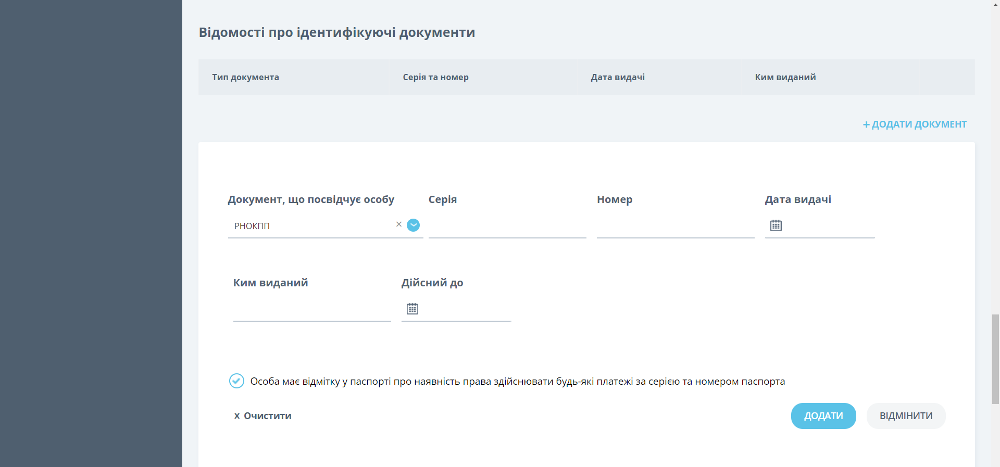 Відомості про ідентифікуючі документи
Тип документа Серія та номер Дата видачі Ким виданий
+ ДОДАТИ ДОКУМЕНТ
Документ, що посвідчує особу Серія Номер Дата видачі
РНОКПП ×
Ким виданий Дійсний до
Особа має відмітку у паспорті про наявність права здійснювати будь-які платежі за серією та номером паспорта
x Очистити ДОДАТИ ВІДМІНИТИ